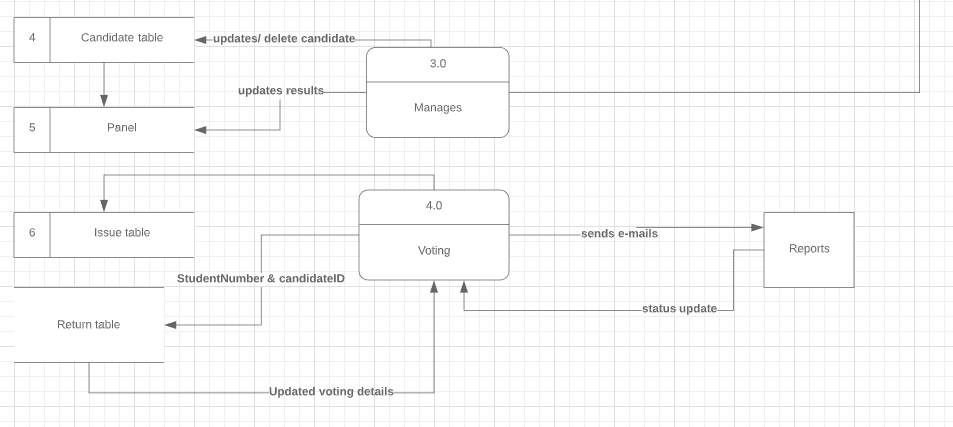 4 Candidate table
updates/ delete candidate
3.0
Manages
updates results
5 Panel
4.0
Voting
6 Issue table
sends e-mails
Reports
StudentNumber & candidateID
status update
Return table
Updated voting details